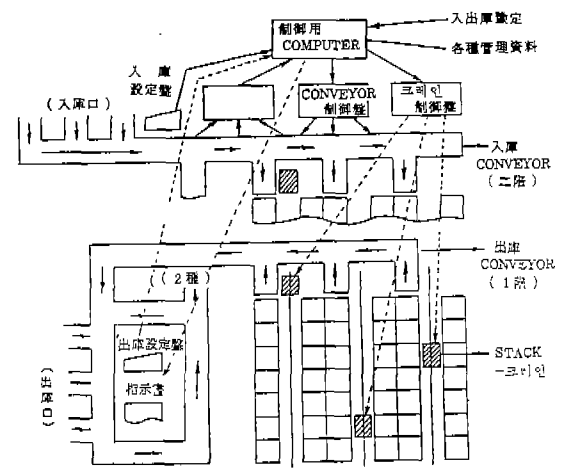 制御用
COMPUTER
入出庫設定
各種管理資料
入庫
設定盤
(入庫口)
CONVEYOR
制御盤
크레인
制御盤
入庫
CONVEYOR
(二階)
出庫
CONVEYOR
(1階)
(2種)
出庫設定盤
指示盤
(出庫口)
STACK
-크레인